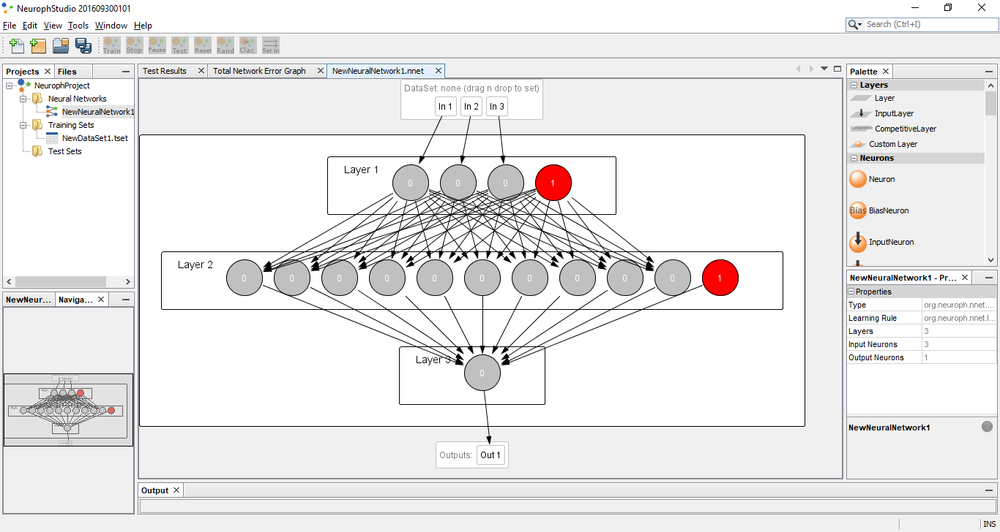 NeurophStudio 201609300101
File Edit View Tools Window Help
Search (Ctrl+I)
Train Stop Pause Test Reset Rand Clac Set In
Projects Files
NeurophProject
Neural Networks
NewNeuralNetwork1
Training Sets
NewDataSet1.tset
Test Sets
NewNeur... Naviga...
Test Results Total Network Error Graph NewNeuralNetwork1.nnet
DataSet: none (drag n drop to set)
In 1 In 2 In 3
Layer 1 0 0 0 1
Layer 2 0 0 0 0 0 0 0 0 0 0 1
Layer 3 0
Outputs: Out 1
Output
Palette
Layers
Layer
InputLayer
Competitive CompetitiveLayer
Custom Layer
Neurons
Neuron
Bias BiasNeuron
InputNeuron
NewNeuralNetwork1 - Pr...
Properties
Type org.neuroph.nnet....
Learning Rule org.neuroph.nnet.l...
Layers 3
Input Neurons 3
Output Neurons 1
NewNeuralNetwork1
INS